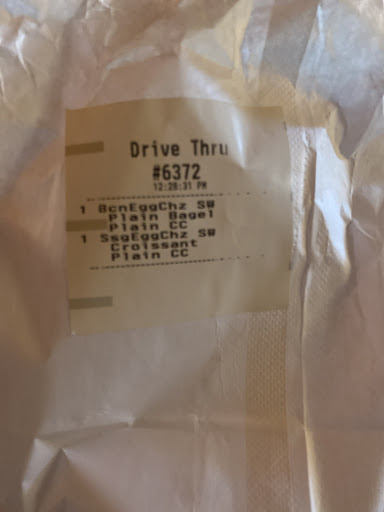 Drive Thru
#6372
12:28:31 PM
1 BcnEggChz SW
Plain Bagel
Plain CC
1 SsgEggChz SW
Croissant
Plain CC